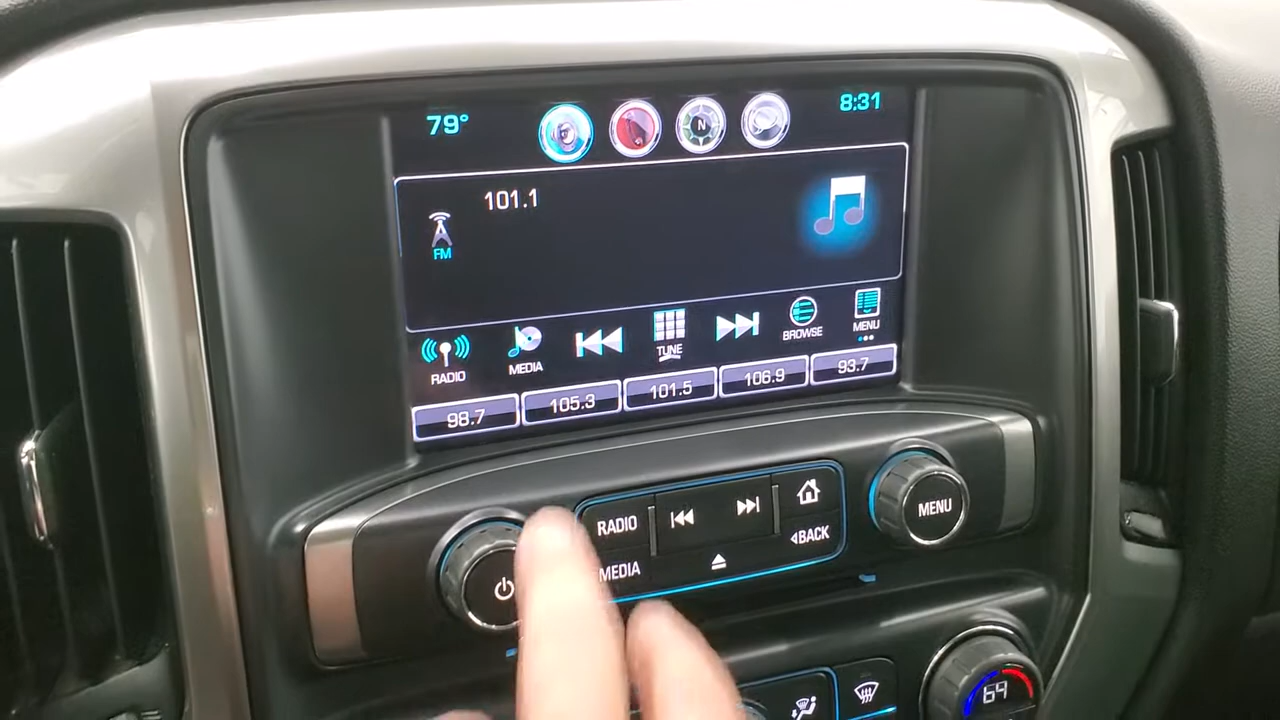 79°
N
8:31
101.1
FM
RADIO
MEDIA
TUNE
BROWSE
MENU
98.7
105.3
101.5
106.9
93.7
RADIO
MEDIA
BACK
MENU
69